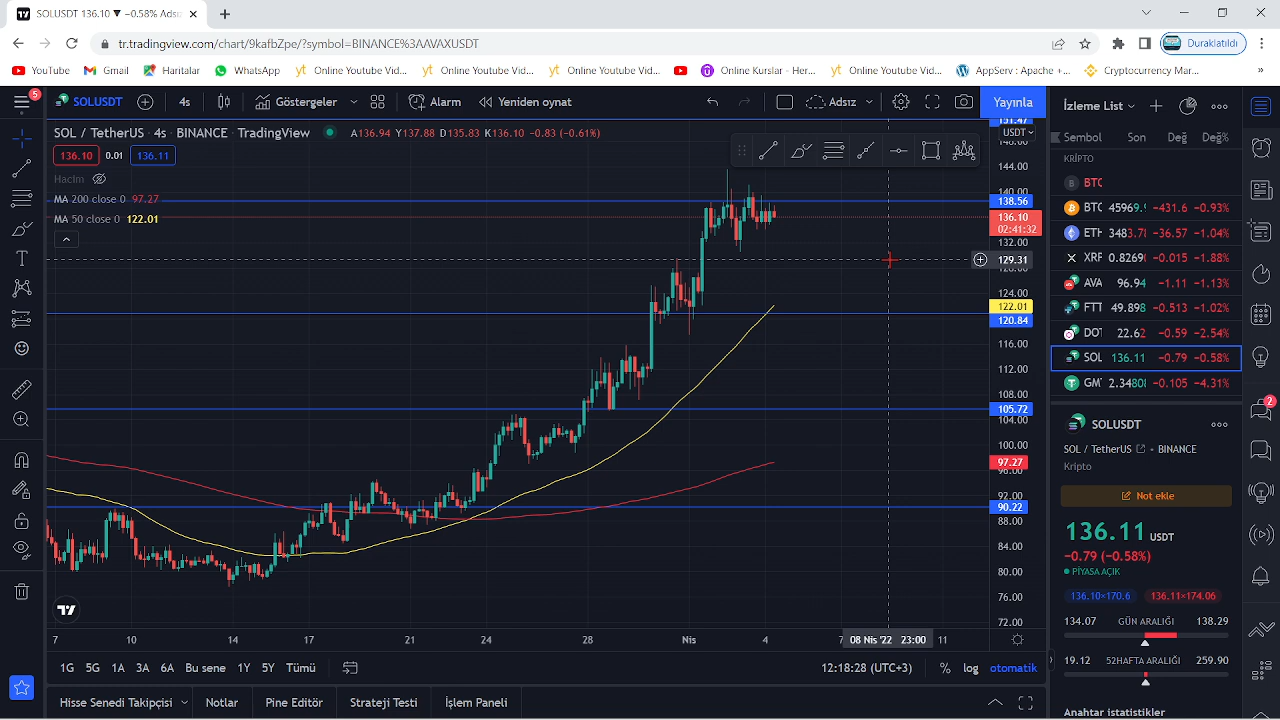 SOLUSDT 136.10 ▼ −0.58% Adsız
tr.tradingview.com/chart/9kafbZpe/?symbol=BINANCE%3AAVAXUSDT
Duraklatıldı
YouTube
Gmail
Haritalar
WhatsApp
Online Youtube Vid...
Online Youtube Vid...
Online Youtube Vid...
Online Kurslar - Her...
Online Youtube Vid...
AppServ : Apache +...
Cryptocurrency Mar...
»
5
SOLUSDT
4s
Göstergeler
Alarm
Yeniden oynat
Adsız
Yayınla
İzleme List
SOL / TetherUS · 4s · BINANCE · TradingView
A136.94 Y137.88 D135.83 K136.10 −0.83 (−0.61%)
136.10 0.01 136.11
Hacim
MA 200 close 0 97.27
MA 50 close 0 122.01
151.47
USDT
148.00
144.00
140.00
138.56
136.10
02:41:32
132.00
129.31
128.00
124.00
122.01
120.84
116.00
112.00
108.00
105.72
104.00
100.00
97.27
96.00
92.00
90.22
88.00
84.00
80.00
76.00
72.00
7 10 14 17 21 24 28 Nis 4 7 08 Nis '22 23:00 11
1G 5G 1A 3A 6A Bu sene 1Y 5Y Tümü
12:18:28 (UTC+3) % log otomatik
Hisse Senedi Takipçisi Notlar Pine Editör Strateji Testi İşlem Paneli
Sembol Son Değ Değ%
KRİPTO
BTC
BTC 45969.9 −431.6 −0.93%
ETH 3483.78 −36.57 −1.04%
XRP 0.8269 −0.015 −1.88%
AVA 96.94 −1.11 −1.13%
FTT 49.898 −0.513 −1.02%
DOT 22.62 −0.59 −2.54%
SOL 136.11 −0.79 −0.58%
GMT 2.3480 −0.105 −4.31%
SOLUSDT
SOL / TetherUS · BINANCE
Kripto
Not ekle
136.11 USDT
−0.79 (−0.58%)
PİYASA AÇIK
136.10×170.6 136.11×174.06
134.07 GÜN ARALIĞI 138.29
19.12 52HAFTA ARALIĞI 259.90
Anahtar istatistikler
2